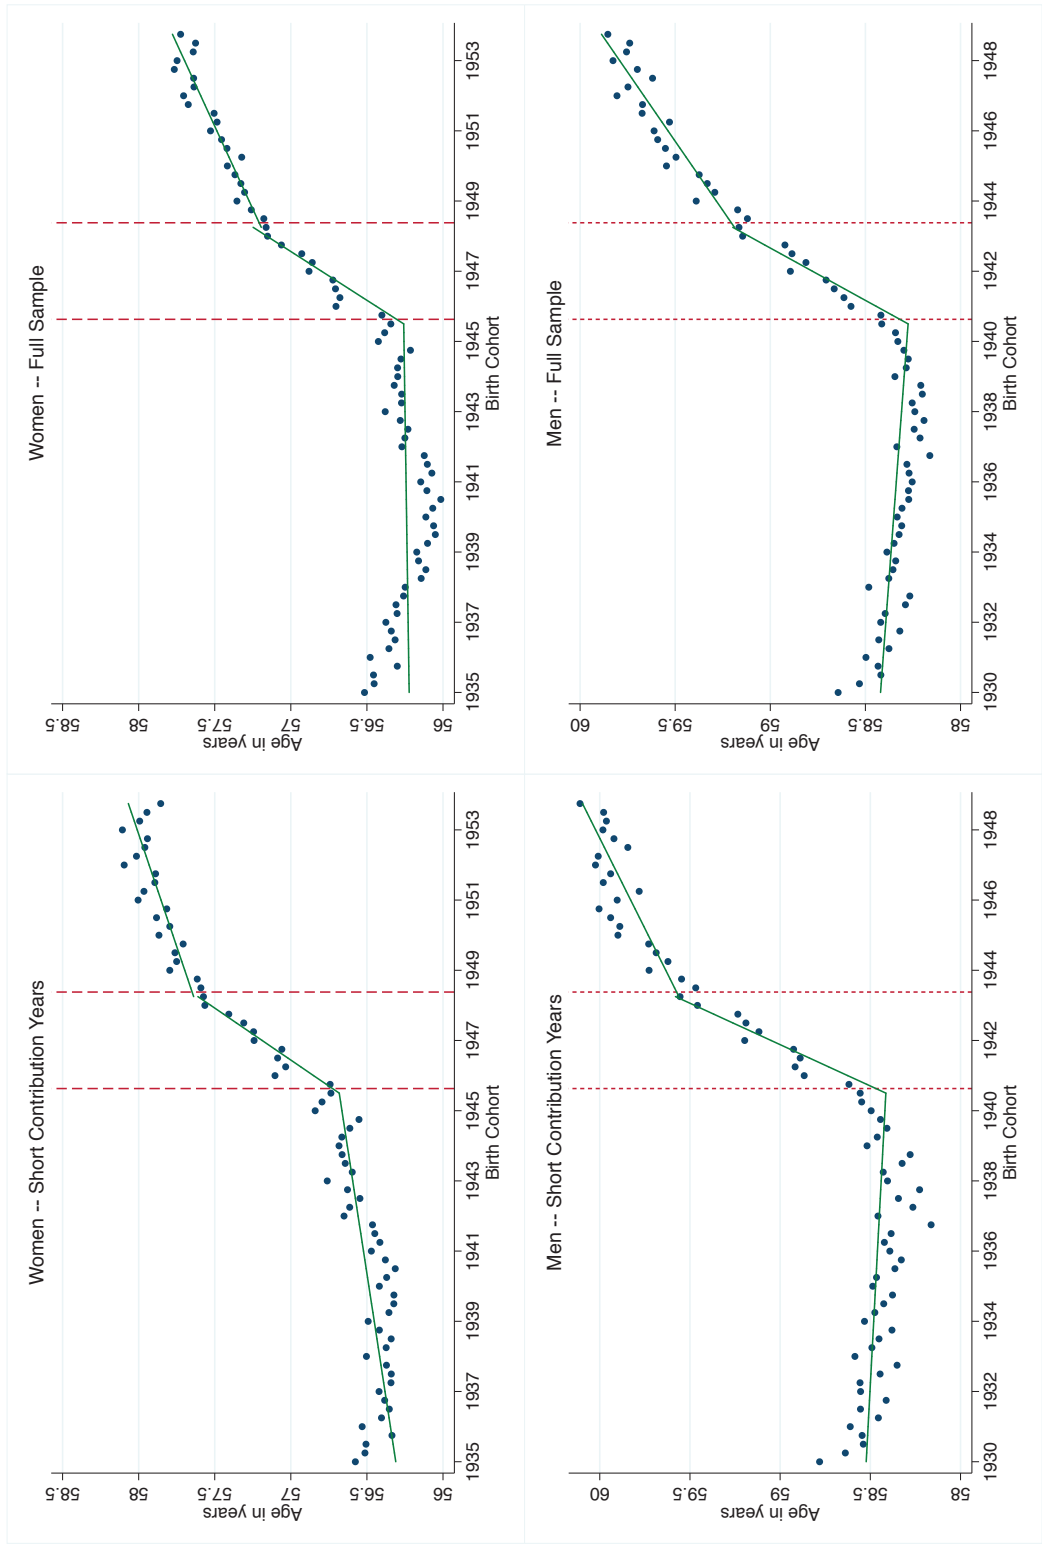 Women -- Short Contribution Years
58.5
58
57.5
57
56.5
56
Age in years
1935 1937 1939 1941 1943 1945 1947 1949 1951 1953
Birth Cohort
Women -- Full Sample
58.5
58
57.5
57
56.5
56
Age in years
1935 1937 1939 1941 1943 1945 1947 1949 1951 1953
Birth Cohort
Men -- Short Contribution Years
60
59.5
59
58.5
58
Age in years
1930 1932 1934 1936 1938 1940 1942 1944 1946 1948
Birth Cohort
Men -- Full Sample
60
59.5
59
58.5
58
Age in years
1930 1932 1934 1936 1938 1940 1942 1944 1946 1948
Birth Cohort